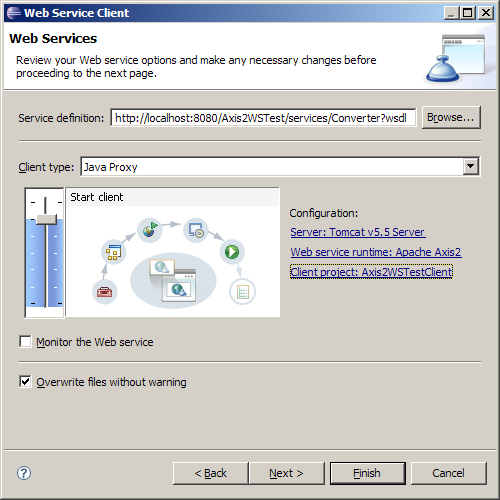 Web Service Client
Web Services
Review your Web service options and make any necessary changes before
proceeding to the next page.
Service definition: http://localhost:8080/Axis2WSTest/services/Converter?wsdl Browse...
Client type: Java Proxy
Start client
Configuration:
Server: Tomcat v5.5 Server
Web service runtime: Apache Axis2
Client project: Axis2WSTestClient
Monitor the Web service
Overwrite files without warning
? < Back Next > Finish Cancel